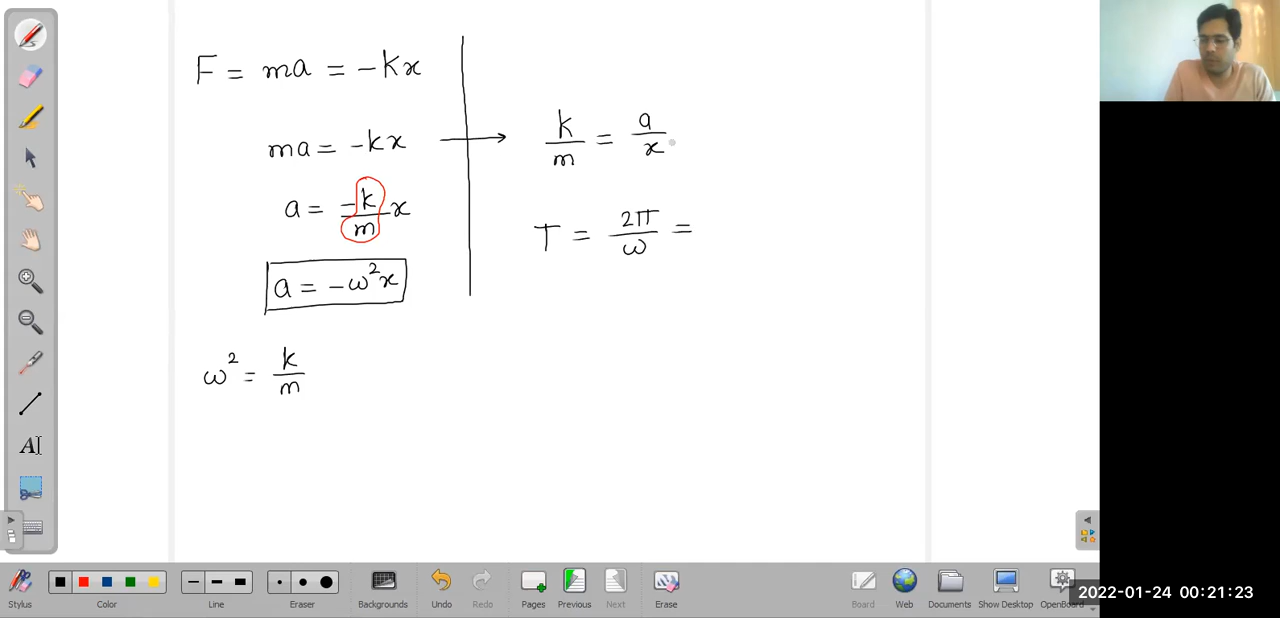 F = ma = -kx
ma = -kx
a = -k/m x
a = -ω²x
ω² = k/m
k/m = a/x
T = 2π/ω =
AI
Stylus
Color
Line
Eraser
Backgrounds
Undo
Redo
Pages
Previous
Next
Erase
Board
Web
Documents
Show Desktop
OpenBoard
2022-01-24 00:21:23